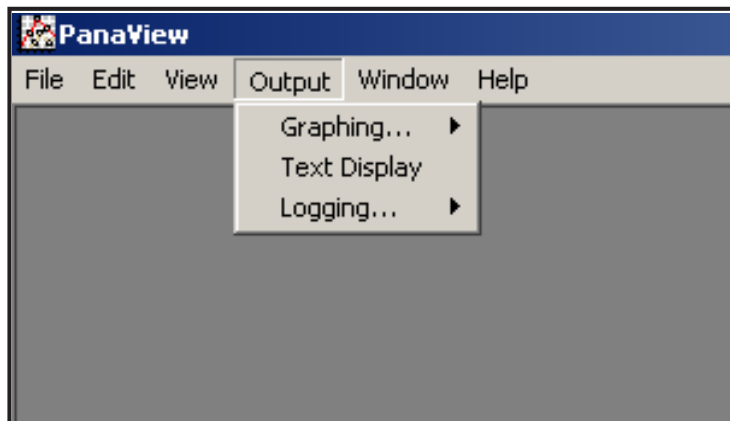 PanaView
File Edit View Output Window Help
Graphing...
Text Display
Logging...